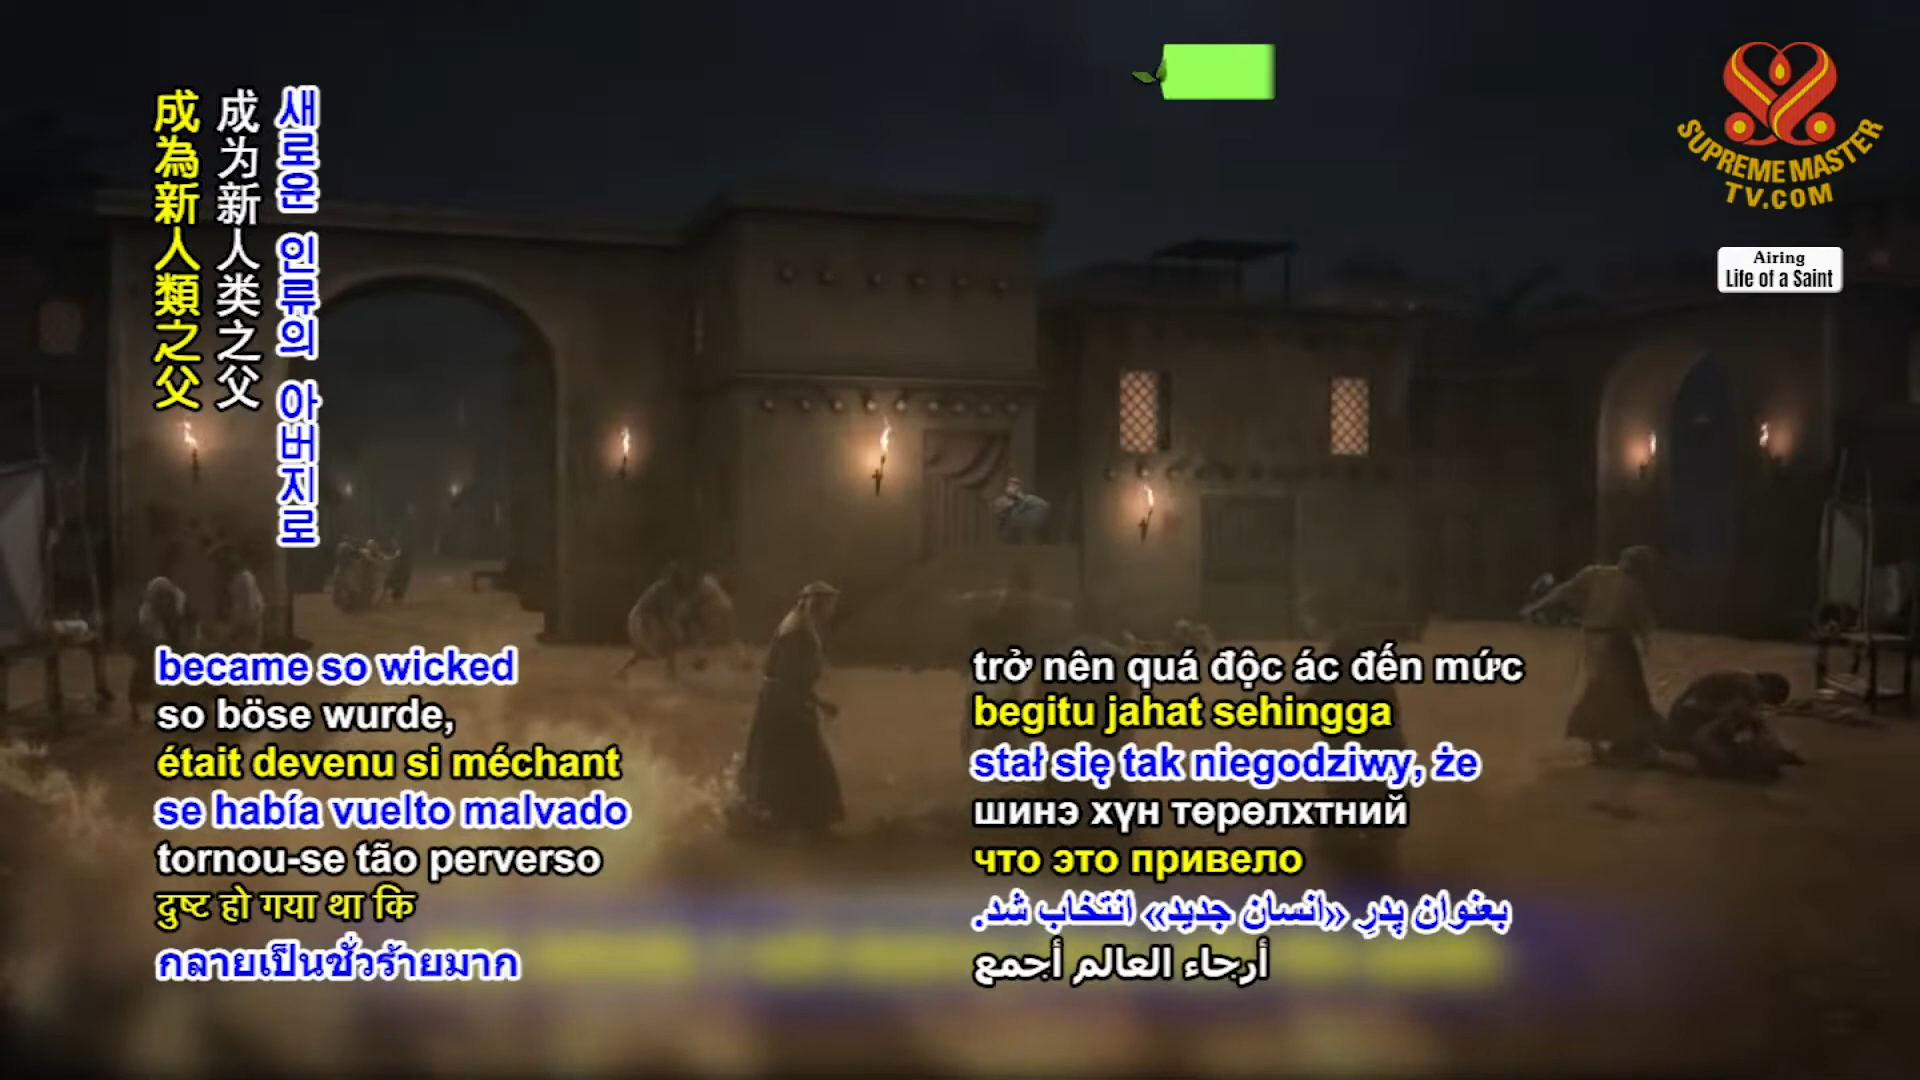 成為新人類之父
成为新人类之父
새로운 인류의 아버지로
SUPREME MASTER
TV.COM
Airing
Life of a Saint
became so wicked
so böse wurde,
était devenu si méchant
se había vuelto malvado
tornou-se tão perverso
दुष्ट हो गया था कि
กลายเป็นชั่วร้ายมาก
trở nên quá độc ác đến mức
begitu jahat sehingga
stał się tak niegodziwy, że
шинэ хүн төрөлхтний
что это привело
بعنوان پدرِ «انسان جدید» انتخاب شد.
أرجاء العالم أجمع